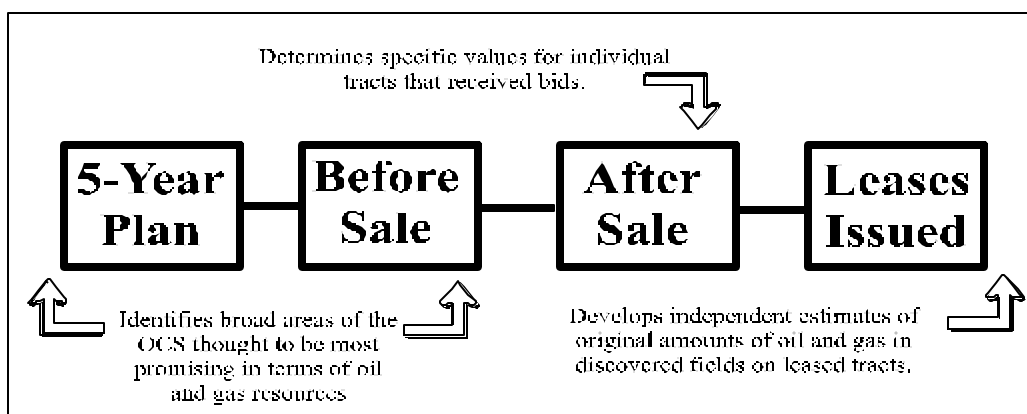 Determines specific values for individual
tracts that received bids.
5-Year
Plan
Before
Sale
After
Sale
Leases
Issued
Identifies broad areas of the
OCS thought to be most
promising in terms of oil
and gas resources
Develops independent estimates of
original amounts of oil and gas in
discovered fields on leased tracts.